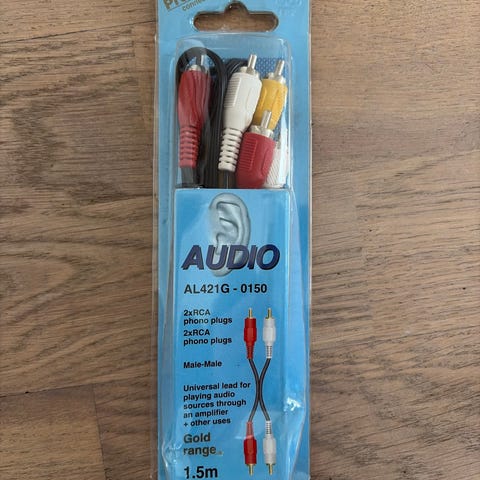 AUDIO
AL421G - 0150
2xRCA
phono plugs
2xRCA
phono plugs
Male-Male
Universal lead for
playing audio
sources through
an amplifier
+ other uses
Gold
range
1.5m